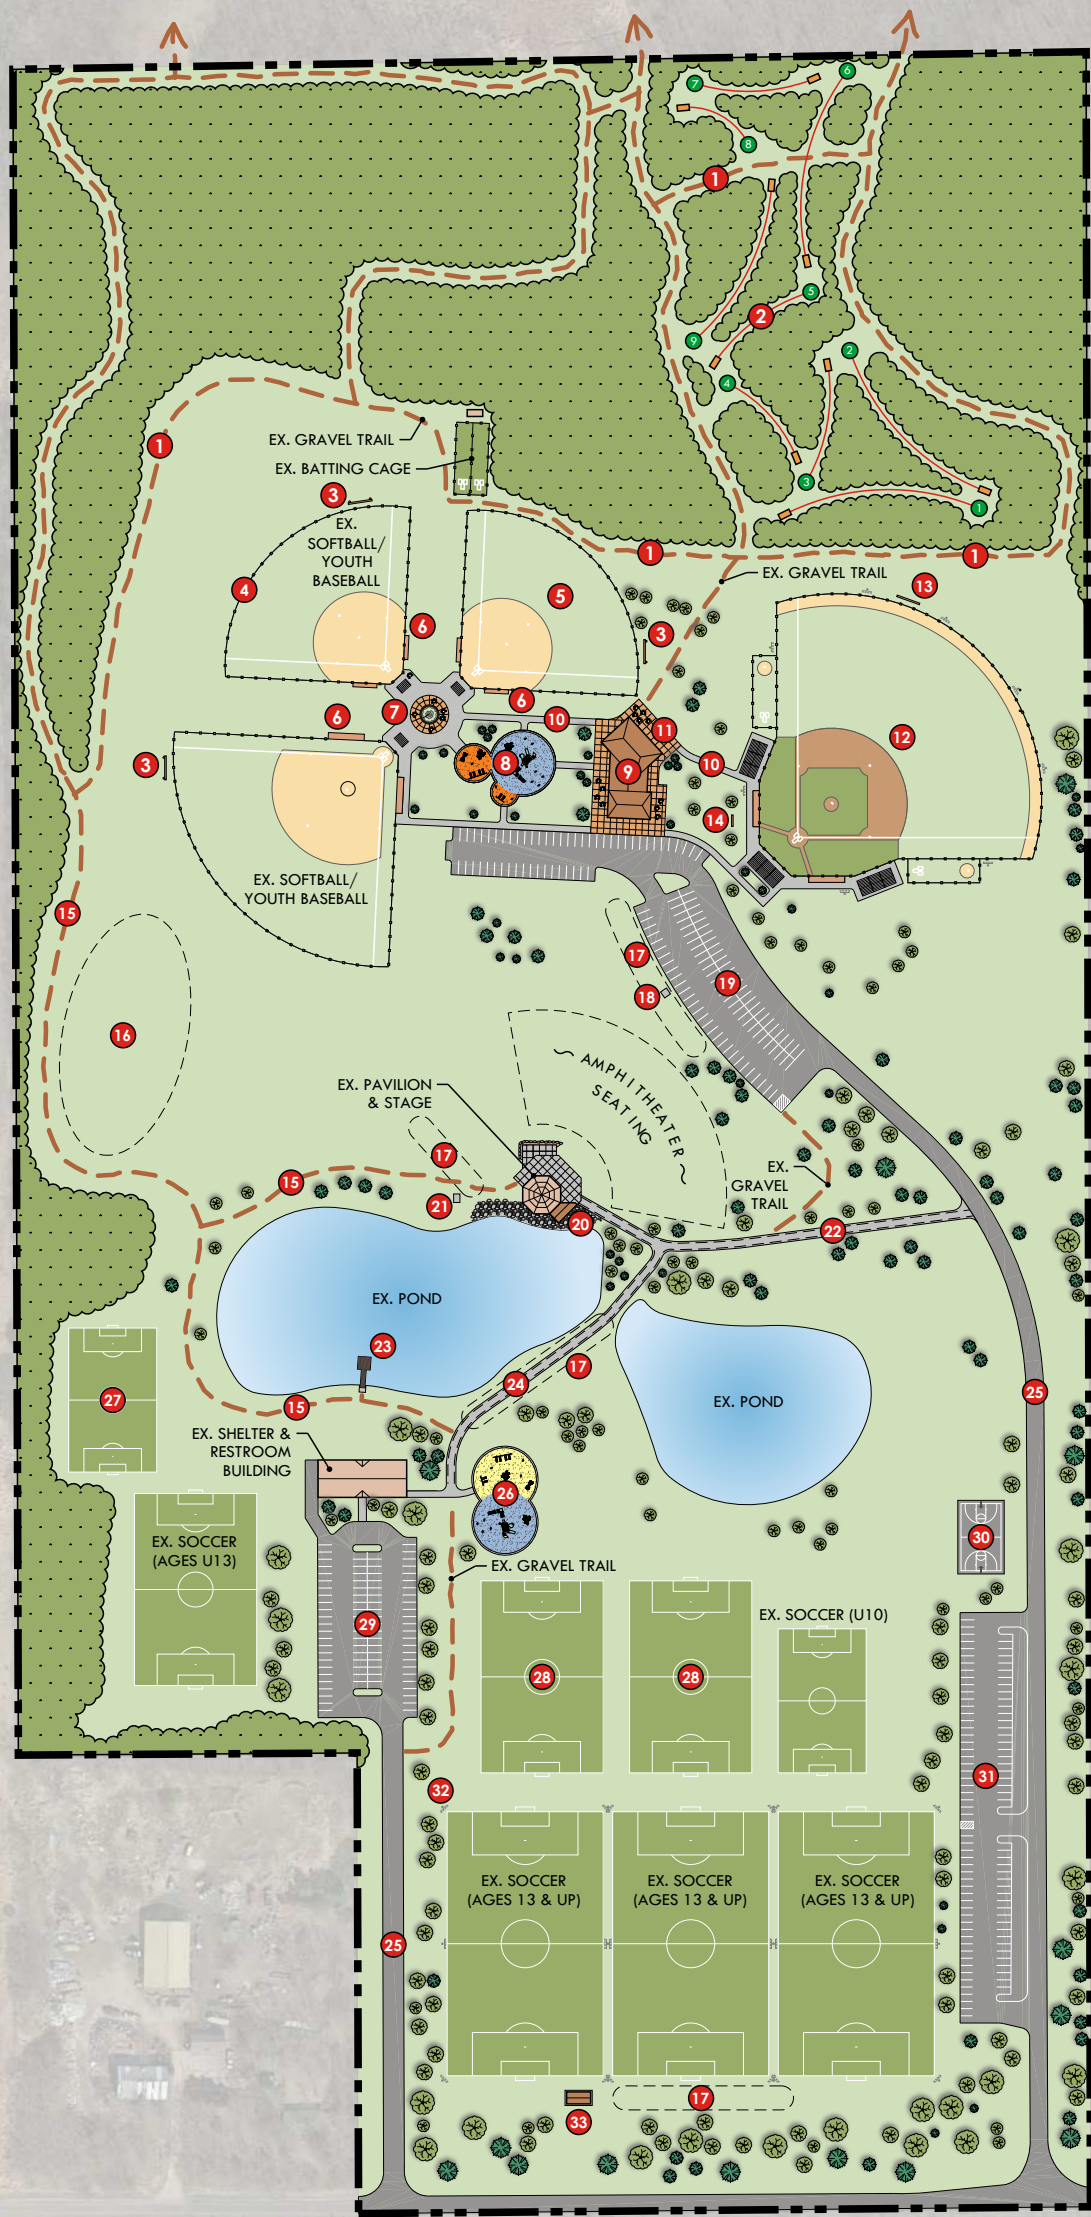 7
6
8
1
5
2
9
2
4
3
1
1
EX. GRAVEL TRAIL
EX. BATTING CAGE
3
EX.
SOFTBALL/
YOUTH
BASEBALL
1
1
EX. GRAVEL TRAIL
4
5
13
6
3
6
7
10
6
11
12
3
8
9
10
14
EX. SOFTBALL/
YOUTH BASEBALL
15
17
18
19
16
AMPHITHEATER
SEATING
EX. PAVILION
& STAGE
17
15
21
20
EX.
GRAVEL
TRAIL
22
EX. POND
23
17
24
25
27
15
EX. POND
EX. SHELTER &
RESTROOM
BUILDING
26
30
EX. SOCCER
(AGES U13)
EX. GRAVEL TRAIL
29
EX. SOCCER (U10)
28
28
31
32
EX. SOCCER
(AGES 13 & UP)
EX. SOCCER
(AGES 13 & UP)
EX. SOCCER
(AGES 13 & UP)
25
17
33